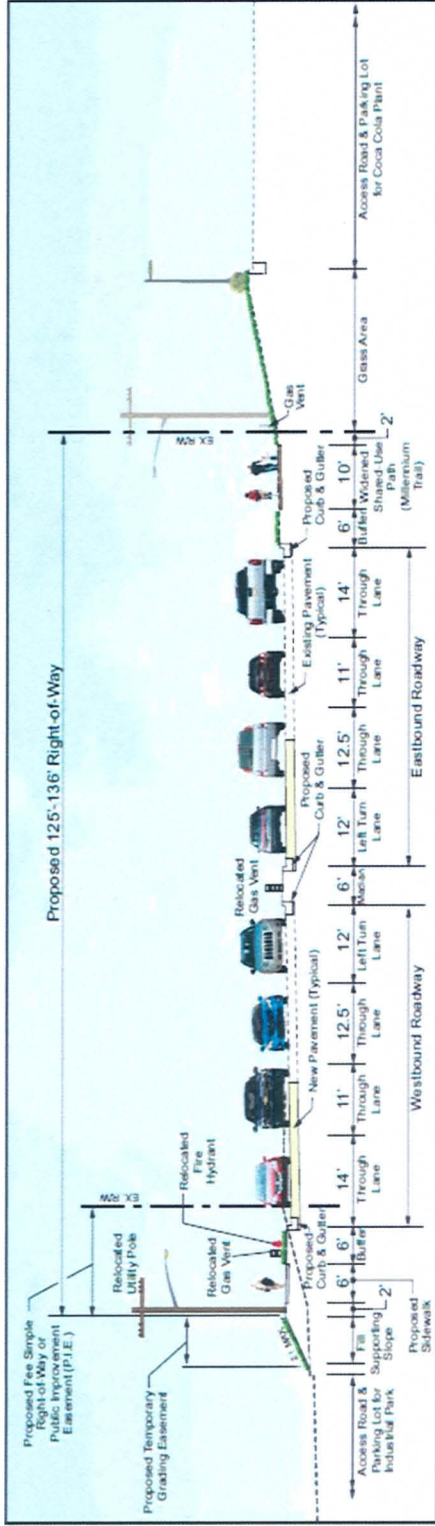 Proposed Fee Simple
Right-of-Way or
Public Improvement
Easement (P.I.E.)
Proposed Temporary
Grading Easement
Proposed 125'-136' Right-of-Way
Relocated
Utility Pole
EX. R/W
Relocated
Gas Vent
Relocated
Fire
Hydrant
2:1 MAX.
Proposed
Curb & Gutter
New Pavement (Typical)
Relocated
Gas Vent
Proposed
Curb & Gutter
Existing Pavement
(Typical)
Proposed
Curb & Gutter
EX. R/W
Gas
Vent
Access Road &
Parking Lot for
Industrial Park
Fill
Supporting
Slope
2'
6'
Proposed
Sidewalk
6'
Buffer
14'
Through
Lane
11'
Through
Lane
12.5'
Through
Lane
12'
Left Turn
Lane
6'
Median
12'
Left Turn
Lane
12.5'
Through
Lane
11'
Through
Lane
14'
Through
Lane
6'
Buffer
10'
Widened
Shared-Use
Path
(Millennium
Trail)
2'
Grass Area
Access Road & Parking Lot
for Coca Cola Plant
Westbound Roadway
Eastbound Roadway